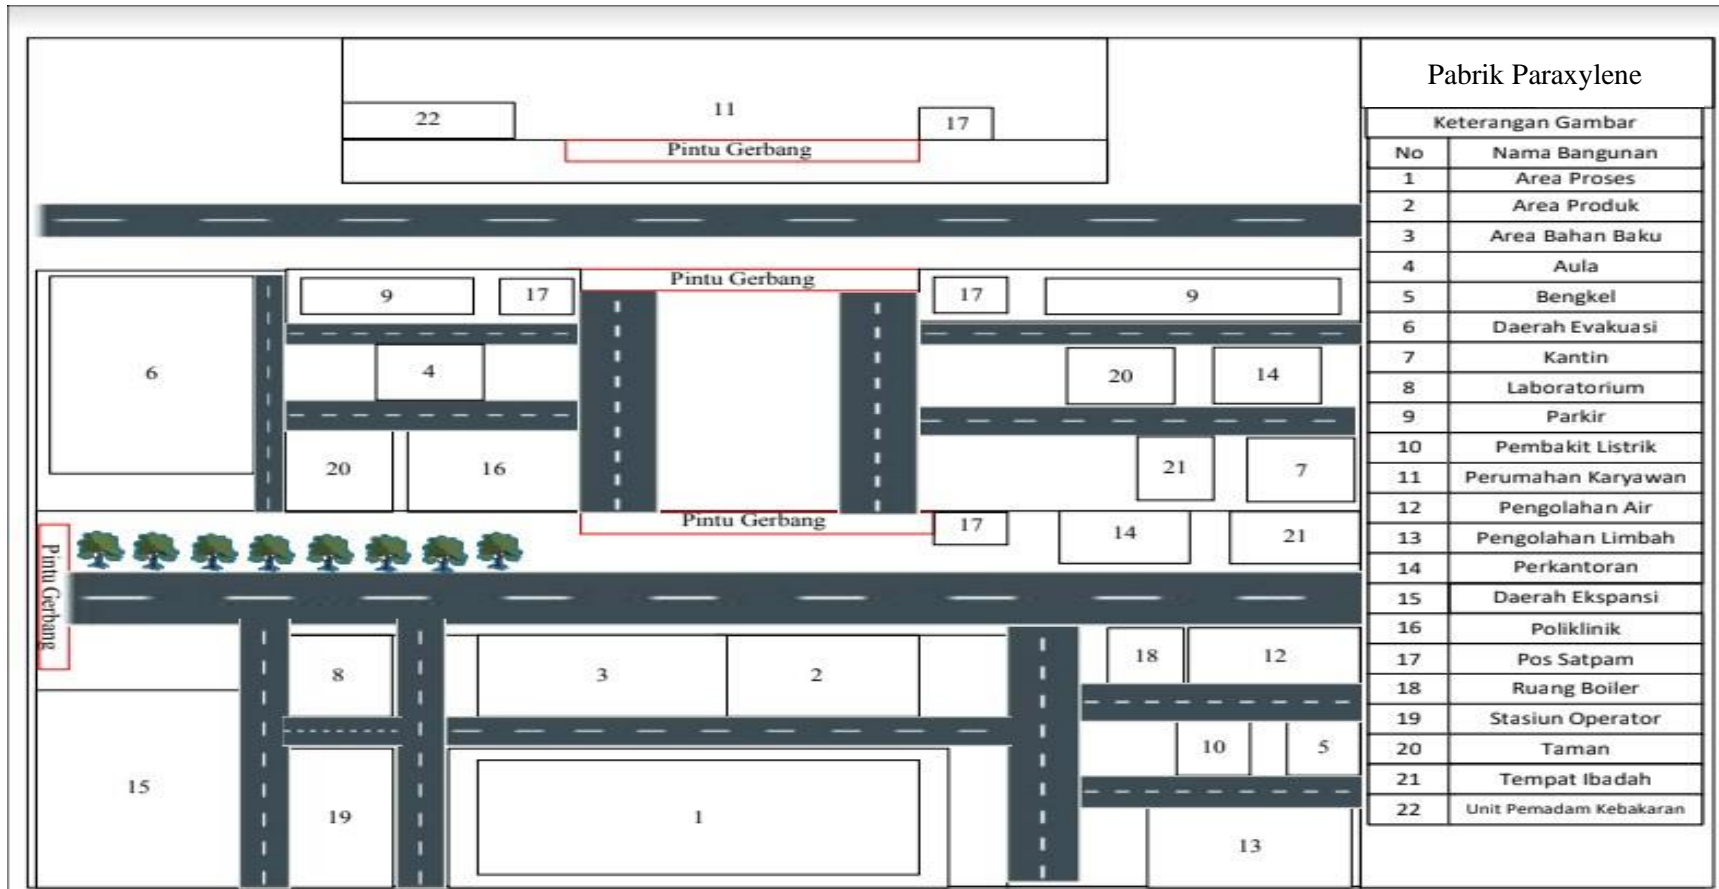 Pabrik Paraxylene
Keterangan Gambar
No Nama Bangunan
1 Area Proses
2 Area Produk
3 Area Bahan Baku
4 Aula
5 Bengkel
6 Daerah Evakuasi
7 Kantin
8 Laboratorium
9 Parkir
10 Pembakit Listrik
11 Perumahan Karyawan
12 Pengolahan Air
13 Pengolahan Limbah
14 Perkantoran
15 Daerah Ekspansi
16 Poliklinik
17 Pos Satpam
18 Ruang Boiler
19 Stasiun Operator
20 Taman
21 Tempat Ibadah
22 Unit Pemadam Kebakaran
22 11 17
Pintu Gerbang
Pintu Gerbang
9 17 17 9
6 4 20 14
20 16 21 7
Pintu Gerbang 17 14 21
Pintu Gerbang
8 3 2 18 12
10 5
15 19 1 13